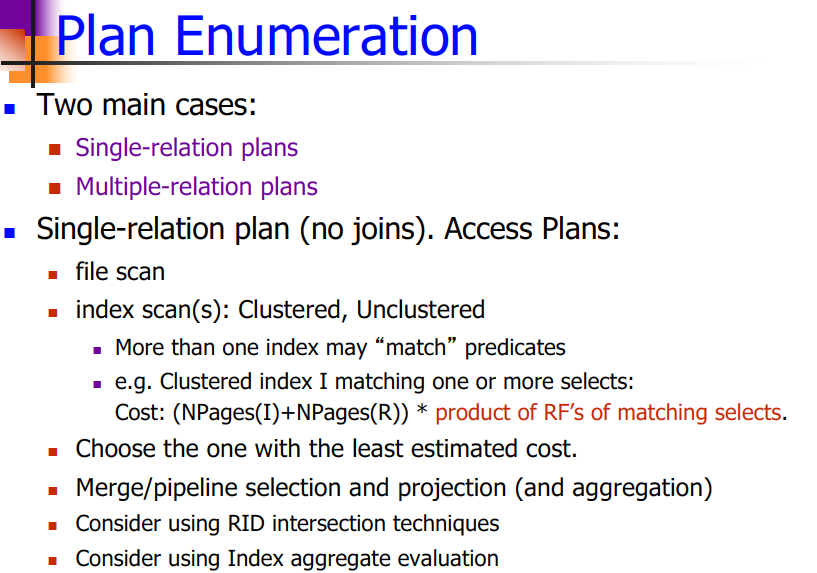 Plan Enumeration
Two main cases:
Single-relation plans
Multiple-relation plans
Single-relation plan (no joins). Access Plans:
file scan
index scan(s): Clustered, Unclustered
More than one index may “match” predicates
e.g. Clustered index I matching one or more selects:
Cost: (NPages(I)+NPages(R)) * product of RF’s of matching selects.
Choose the one with the least estimated cost.
Merge/pipeline selection and projection (and aggregation)
Consider using RID intersection techniques
Consider using Index aggregate evaluation